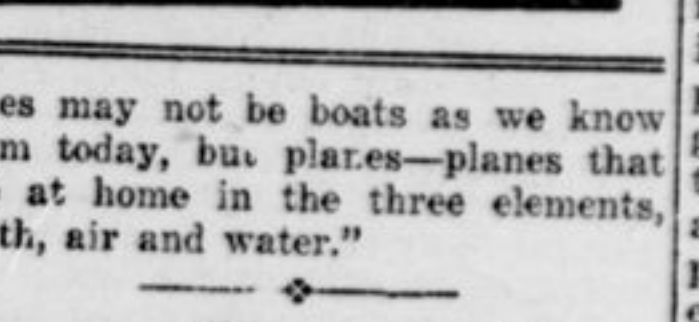 es may not be boats as we know
m today, but planes—planes that
at home in the three elements,
th, air and water."